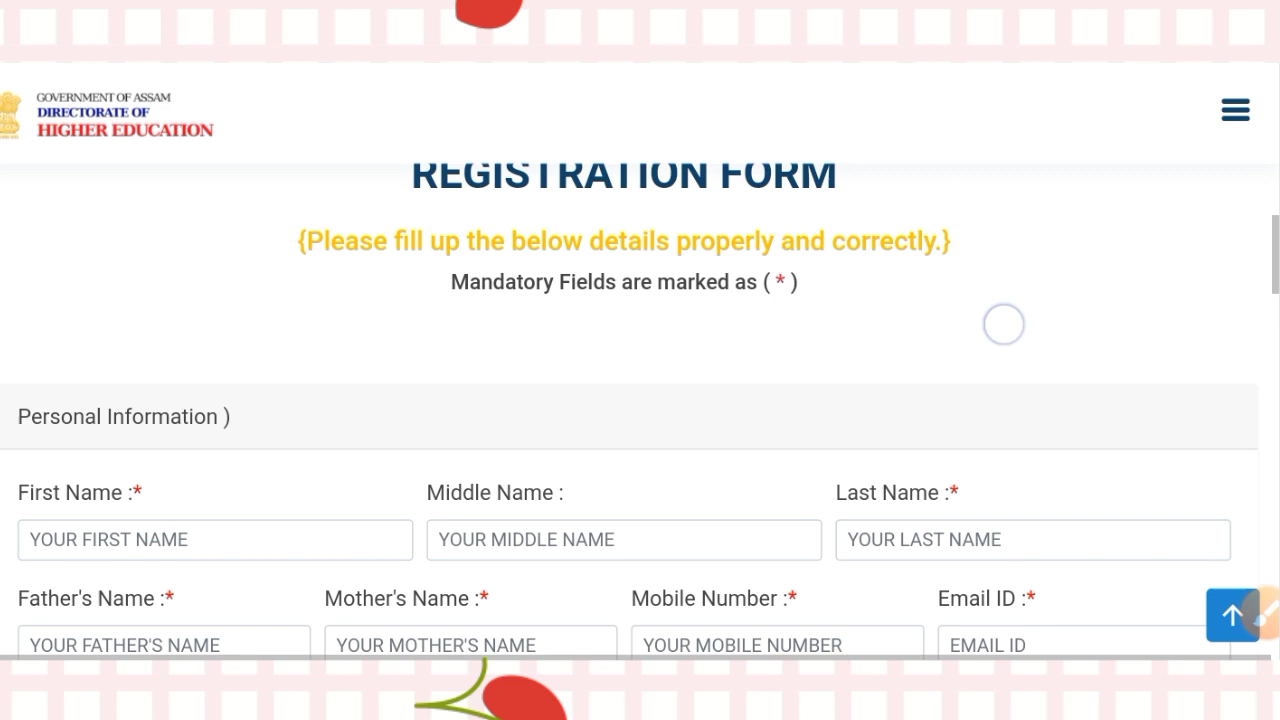 GOVERNMENT OF ASSAM
DIRECTORATE OF
HIGHER EDUCATION
REGISTRATION FORM
{Please fill up the below details properly and correctly.}
Mandatory Fields are marked as ( * )
Personal Information )
First Name :* Middle Name : Last Name :*
YOUR FIRST NAME YOUR MIDDLE NAME YOUR LAST NAME
Father's Name :* Mother's Name :* Mobile Number :* Email ID :*
YOUR FATHER'S NAME YOUR MOTHER'S NAME YOUR MOBILE NUMBER EMAIL ID